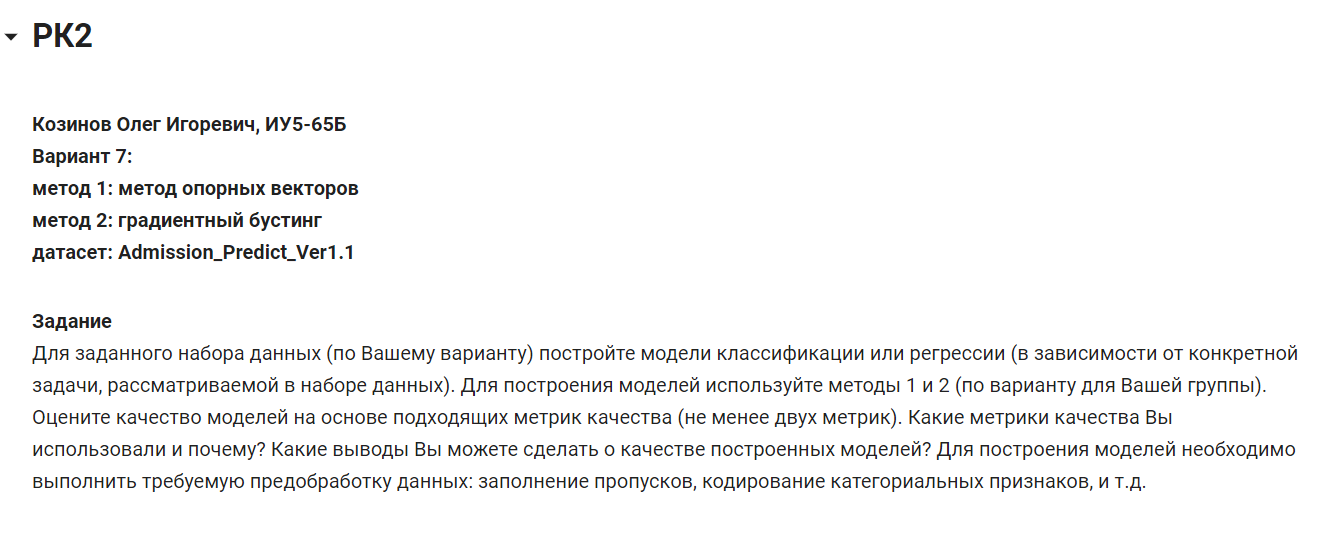 РК2
Козинов Олег Игоревич, ИУ5-65Б
Вариант 7:
метод 1: метод опорных векторов
метод 2: градиентный бустинг
датасет: Admission_Predict_Ver1.1
Задание
Для заданного набора данных (по Вашему варианту) постройте модели классификации или регрессии (в зависимости от конкретной
задачи, рассматриваемой в наборе данных). Для построения моделей используйте методы 1 и 2 (по варианту для Вашей группы).
Оцените качество моделей на основе подходящих метрик качества (не менее двух метрик). Какие метрики качества Вы
использовали и почему? Какие выводы Вы можете сделать о качестве построенных моделей? Для построения моделей необходимо
выполнить требуемую предобработку данных: заполнение пропусков, кодирование категориальных признаков, и т.д.